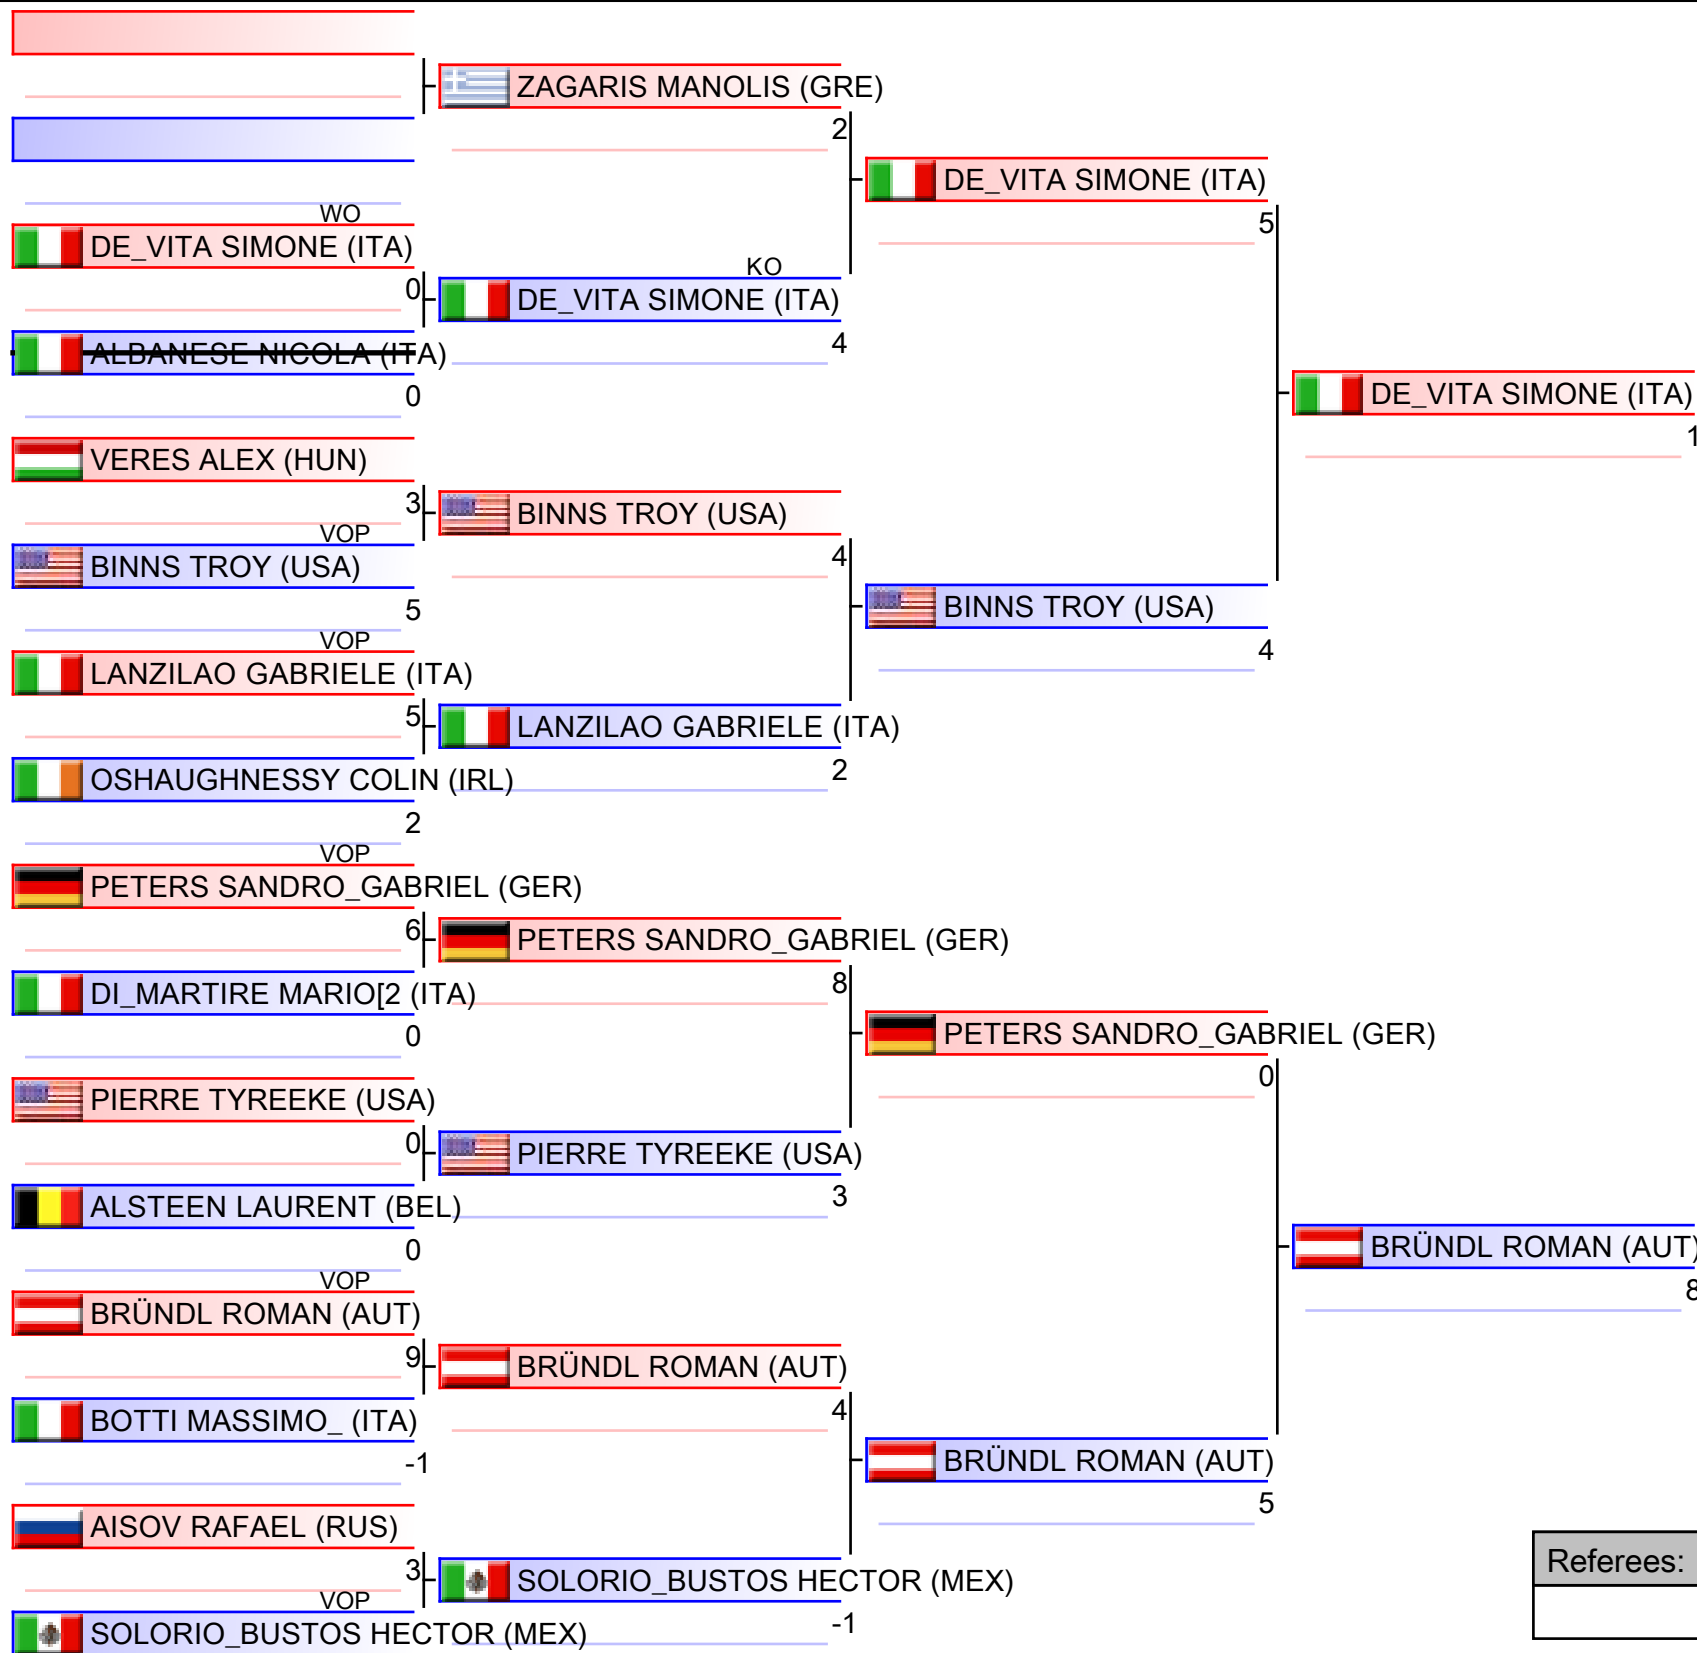 ZAGARIS MANOLIS (GRE)
2
DE_VITA SIMONE (ITA)
5
WO
DE_VITA SIMONE (ITA)
0
KO
DE_VITA SIMONE (ITA)
4
ALBANESE NICOLA (ITA)
0
DE_VITA SIMONE (ITA)
1
VERES ALEX (HUN)
3
BINNS TROY (USA)
4
VOP
BINNS TROY (USA)
5
BINNS TROY (USA)
4
VOP
LANZILAO GABRIELE (ITA)
5
LANZILAO GABRIELE (ITA)
2
OSHAUGHNESSY COLIN (IRL)
2
VOP
PETERS SANDRO_GABRIEL (GER)
6
PETERS SANDRO_GABRIEL (GER)
8
DI_MARTIRE MARIO[2 (ITA)
0
PETERS SANDRO_GABRIEL (GER)
0
PIERRE TYREEKE (USA)
0
PIERRE TYREEKE (USA)
3
ALSTEEN LAURENT (BEL)
0
BRÜNDL ROMAN (AUT)
8
VOP
BRÜNDL ROMAN (AUT)
9
BRÜNDL ROMAN (AUT)
4
BOTTI MASSIMO_ (ITA)
-1
BRÜNDL ROMAN (AUT)
5
AISOV RAFAEL (RUS)
3
SOLORIO_BUSTOS HECTOR (MEX)
-1
VOP
SOLORIO_BUSTOS HECTOR (MEX)
Referees: